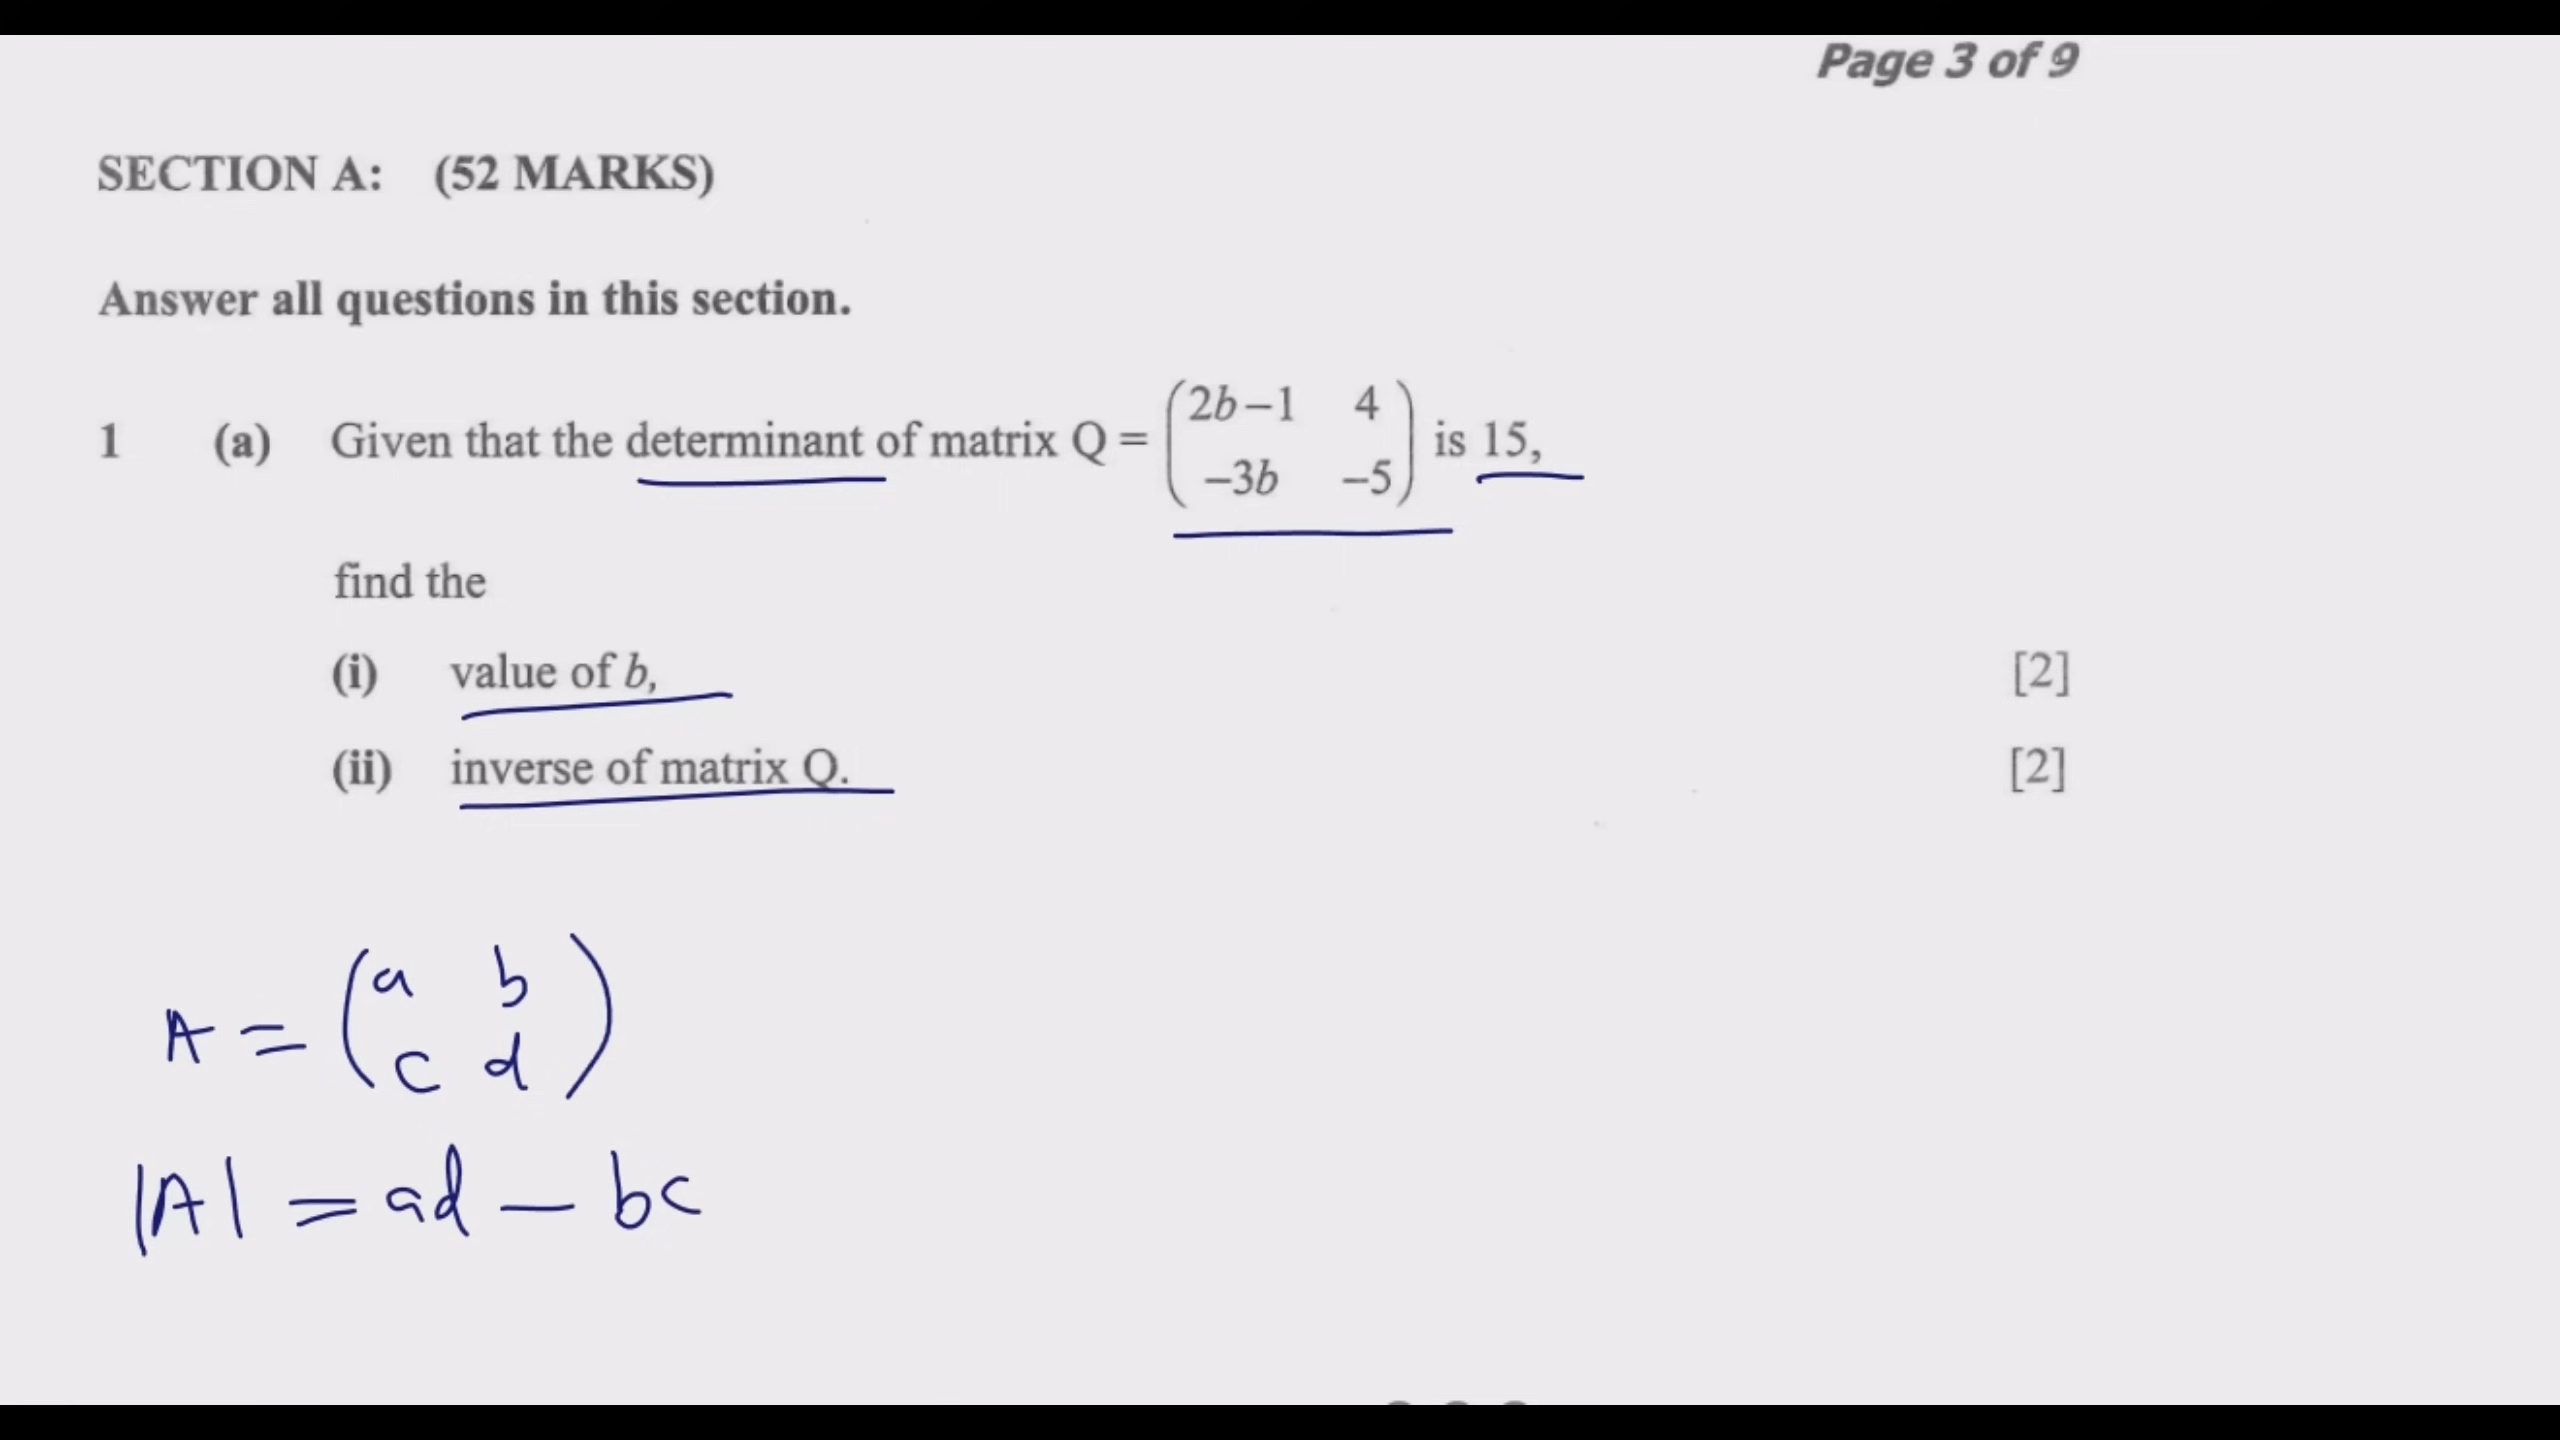 Page 3 of 9
SECTION A: (52 MARKS)
Answer all questions in this section.
1 (a) Given that the determinant of matrix Q = (2b−1 4
−3b −5) is 15,
find the
(i) value of b, [2]
(ii) inverse of matrix Q. [2]
A = (a b
c d)
|A| = ad − bc